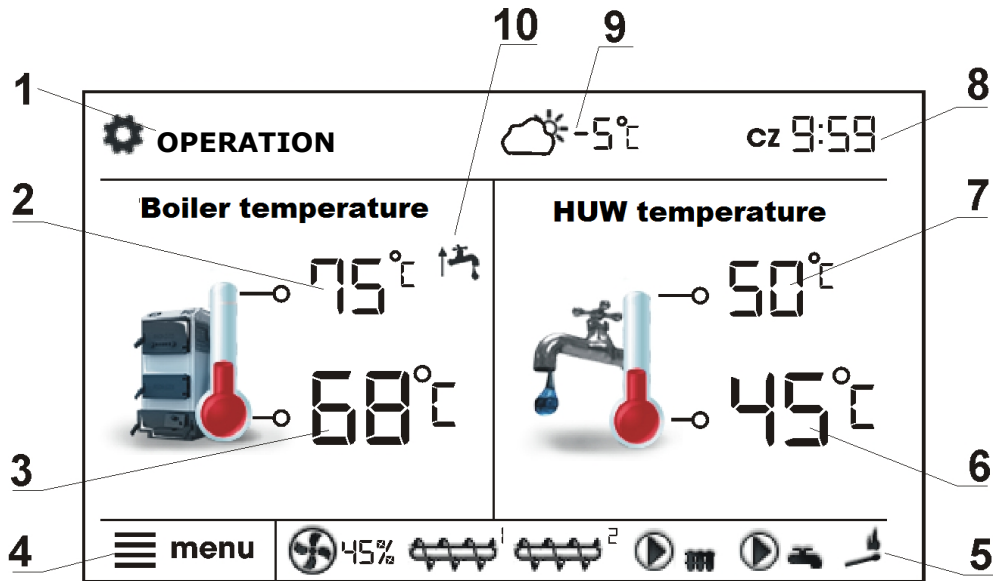 10 9
1 8
OPERATION -5°C CZ 9:59
2 7
Boiler temperature HUW temperature
75°C 50°C
68°C 45°C
3 6
4 menu 45% 1 2 5